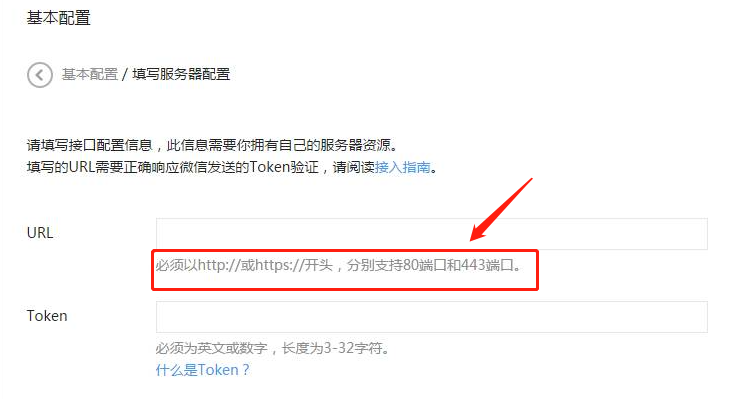 基本配置
基本配置 / 填写服务器配置
请填写接口配置信息，此信息需要你拥有自己的服务器资源。
填写的URL需要正确响应微信发送的Token验证，请阅读接入指南。
URL
必须以http://或https://开头，分别支持80端口和443端口。
Token
必须为英文或数字，长度为3-32字符。
什么是Token？